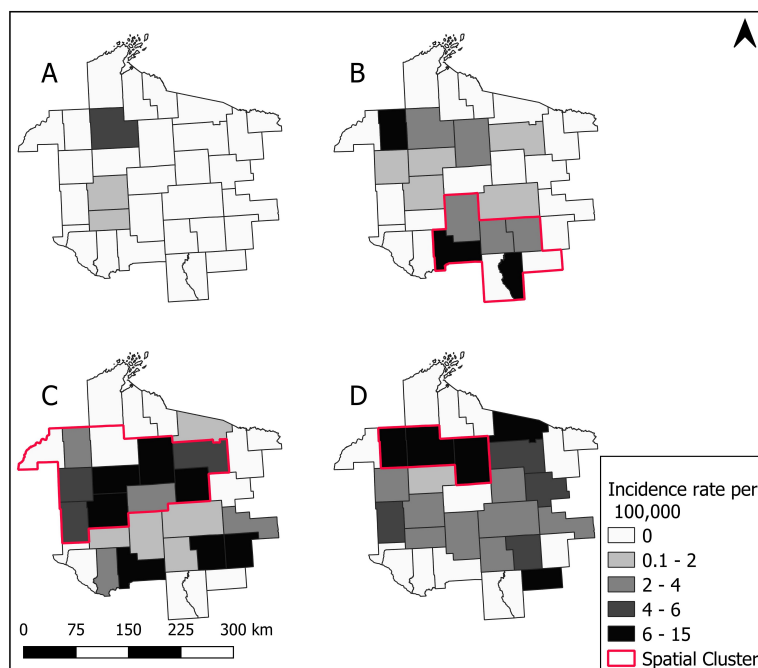 A
B
C
D
0 75 150 225 300 km
Incidence rate per
100,000
0
0.1 - 2
2 - 4
4 - 6
6 - 15
Spatial Cluster